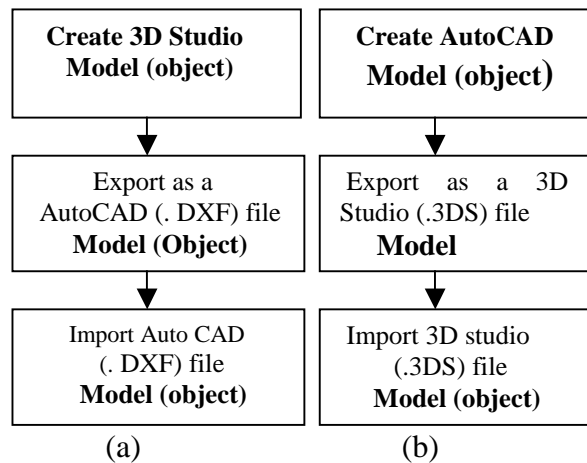 Create 3D Studio
Model (object)
Export as a
AutoCAD (. DXF) file
Model (Object)
Import Auto CAD
(. DXF) file
Model (object)
(a)
Create AutoCAD
Model (object)
Export as a 3D
Studio (.3DS) file
Model
Import 3D studio
(.3DS) file
Model (object)
(b)